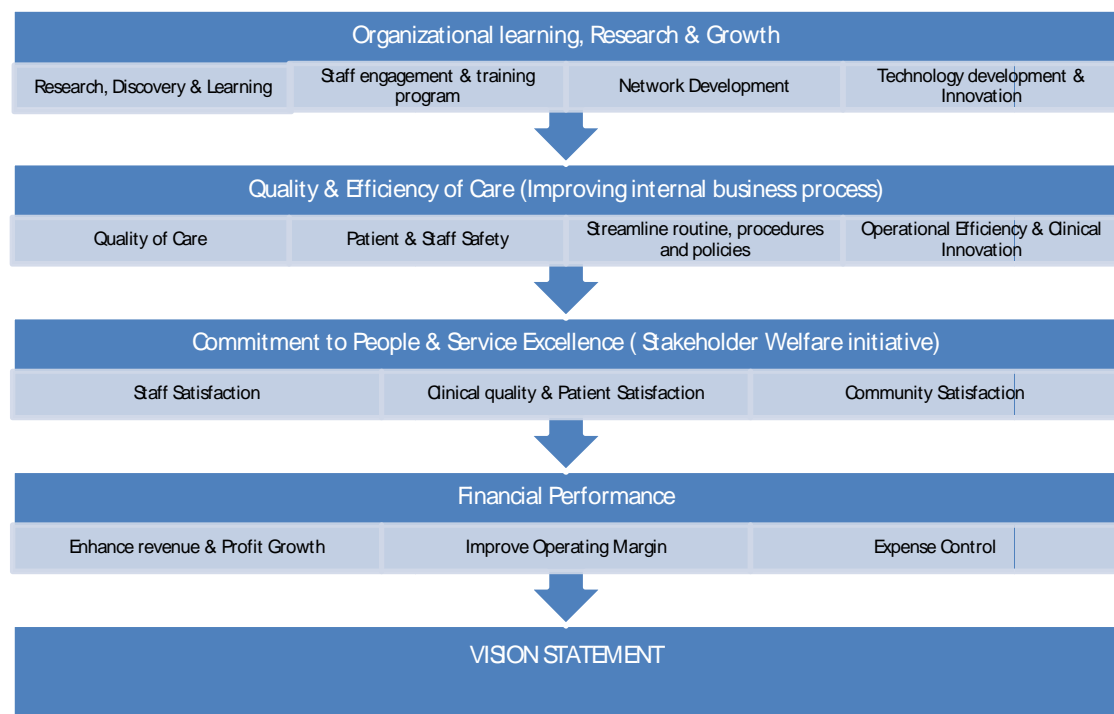 Organizational learning, Research & Growth
Research, Discovery & Learning
Staff engagement & training
program
Network Development
Technology development &
Innovation
Quality & Efficiency of Care (Improving internal business process)
Quality of Care
Patient & Staff Safety
Streamline routine, procedures
and policies
Operational Efficiency & Clinical
Innovation
Commitment to People & Service Excellence ( Stakeholder Welfare initiative)
Staff Satisfaction
Clinical quality & Patient Satisfaction
Community Satisfaction
Financial Performance
Enhance revenue & Profit Growth
Improve Operating Margin
Expense Control
VISION STATEMENT